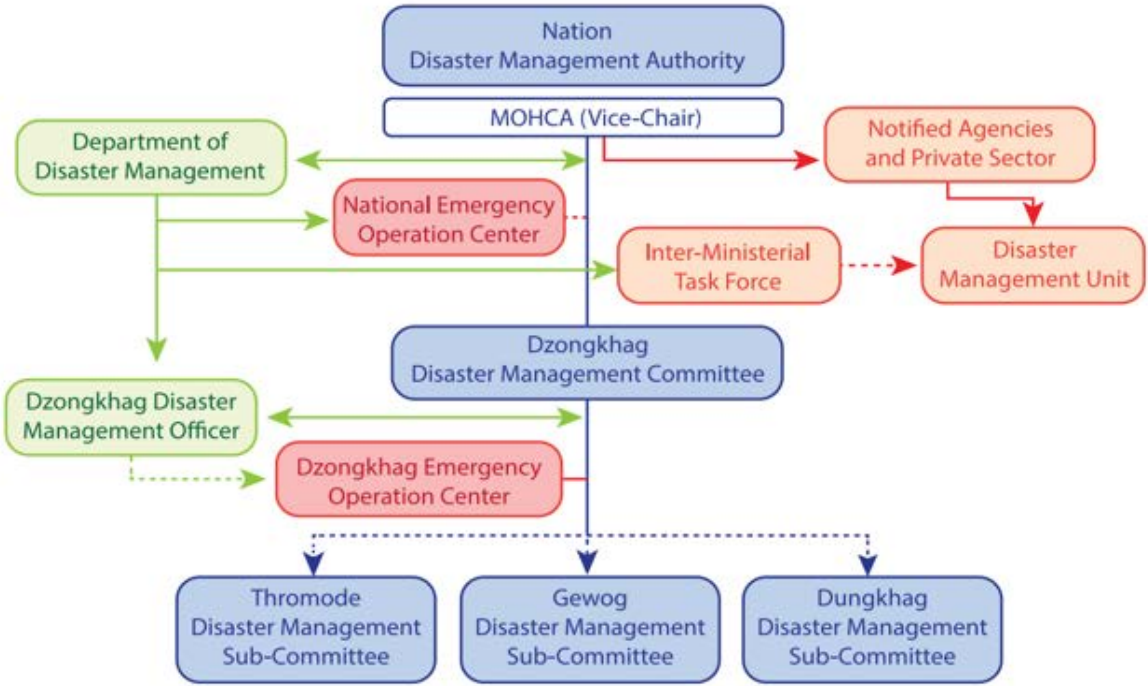 Nation
Disaster Management Authority
MOHCA (Vice-Chair)
Department of
Disaster Management
Notified Agencies
and Private Sector
National Emergency
Operation Center
Inter-Ministerial
Task Force
Disaster
Management Unit
Dzongkhag
Disaster Management Committee
Dzongkhag Disaster
Management Officer
Dzongkhag Emergency
Operation Center
Thromode
Disaster Management
Sub-Committee
Gewog
Disaster Management
Sub-Committee
Dungkhag
Disaster Management
Sub-Committee